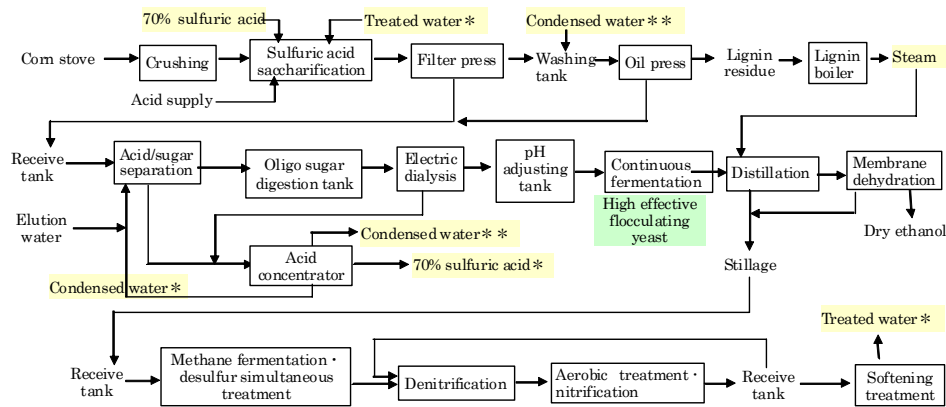 70% sulfuric acid
Treated water*
Condensed water**
Corn stove
Crushing
Sulfuric acid
saccharification
Filter press
Washing
tank
Oil press
Lignin
residue
Lignin
boiler
Steam
Acid supply
Receive
tank
Acid/sugar
separation
Oligo sugar
digestion tank
Electric
dialysis
pH
adjusting
tank
Continuous
fermentation
Distillation
Membrane
dehydration
High effective
flocculating
yeast
Dry ethanol
Elution
water
Condensed water**
Acid
concentrator
70% sulfuric acid*
Stillage
Condensed water*
Treated water*
Receive
tank
Methane fermentation・
desulfur simultaneous
treatment
Denitrification
Aerobic treatment・
nitrification
Receive
tank
Softening
treatment